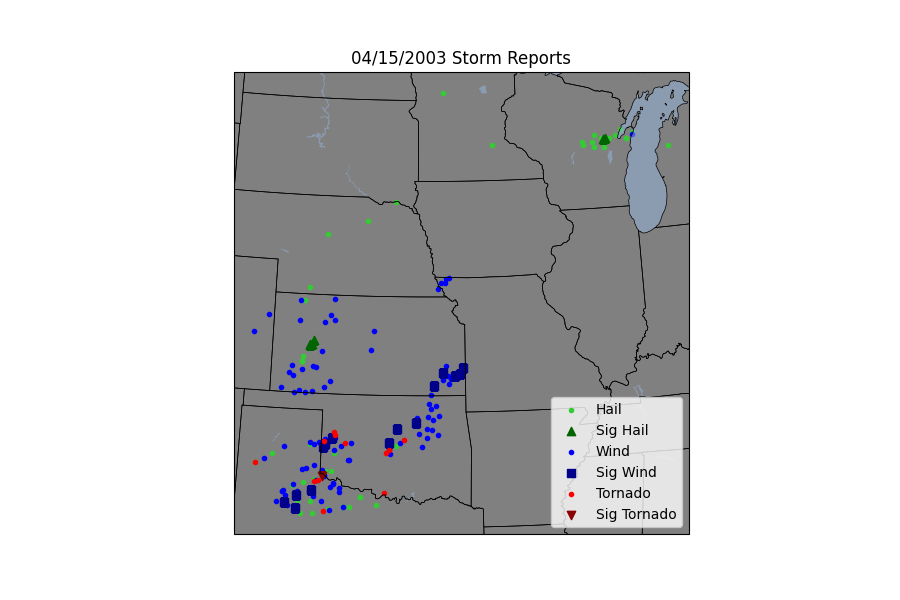 04/15/2003 Storm Reports
Hail
Sig Hail
Wind
Sig Wind
Tornado
Sig Tornado